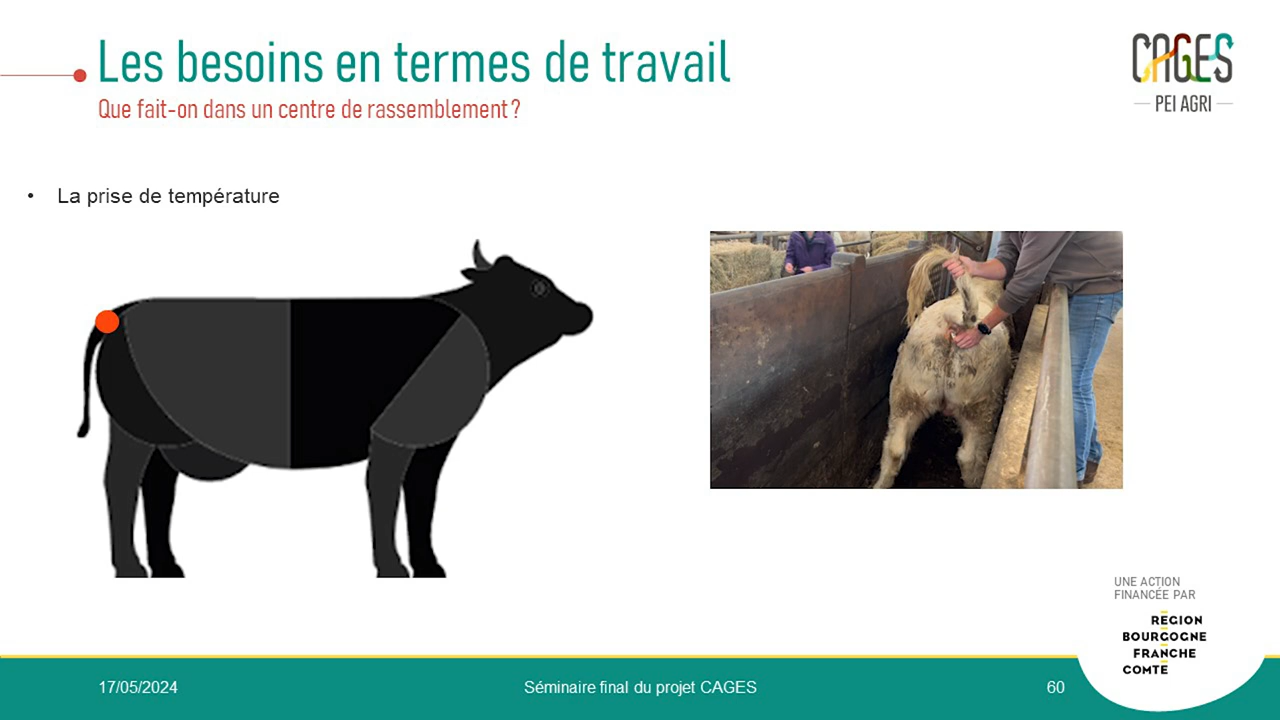 Les besoins en termes de travail
Que fait-on dans un centre de rassemblement ?
CAGES
PEI AGRI
• La prise de température
UNE ACTION
FINANCÉE PAR
RÉGION
BOURGOGNE
FRANCHE
COMTE
17/05/2024
Séminaire final du projet CAGES
60